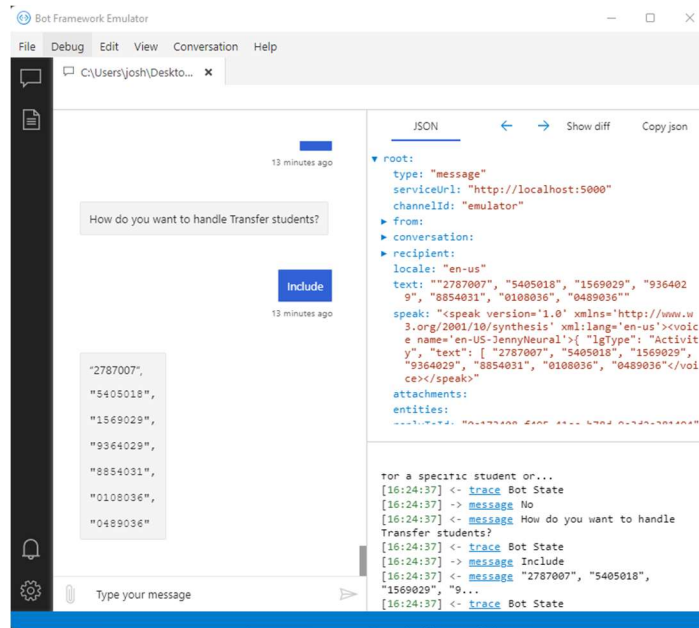 Bot Framework Emulator
File Debug Edit View Conversation Help
C:\Users\josh\Deskto...
13 minutes ago
How do you want to handle Transfer students?
Include
13 minutes ago
"2787007",
"5405018",
"1569029",
"9364029",
"8854031",
"0108036",
"0489036"
Type your message
JSON Show diff Copy json
root:
type: "message"
serviceUrl: "http://localhost:5000"
channelId: "emulator"
from:
conversation:
recipient:
locale: "en-us"
text: ""2787007", "5405018", "1569029", "936402
9", "8854031", "0108036", "0489036""
speak: "<speak version='1.0' xmlns='http://www.w
3.org/2001/10/synthesis' xml:lang='en-us'><voic
e name='en-US-JennyNeural'>{ "lgType": "Activit
y", "text": [ "2787007", "5405018", "1569029",
"9364029", "8854031", "0108036", "0489036"</voi
ce></speak>"
attachments:
entities:
for a specific student or...
[16:24:37] <- trace Bot State
[16:24:37] -> message No
[16:24:37] <- message How do you want to handle
Transfer students?
[16:24:37] <- trace Bot State
[16:24:37] -> message Include
[16:24:37] <- message "2787007", "5405018",
"1569029", "9...
[16:24:37] <- trace Bot State